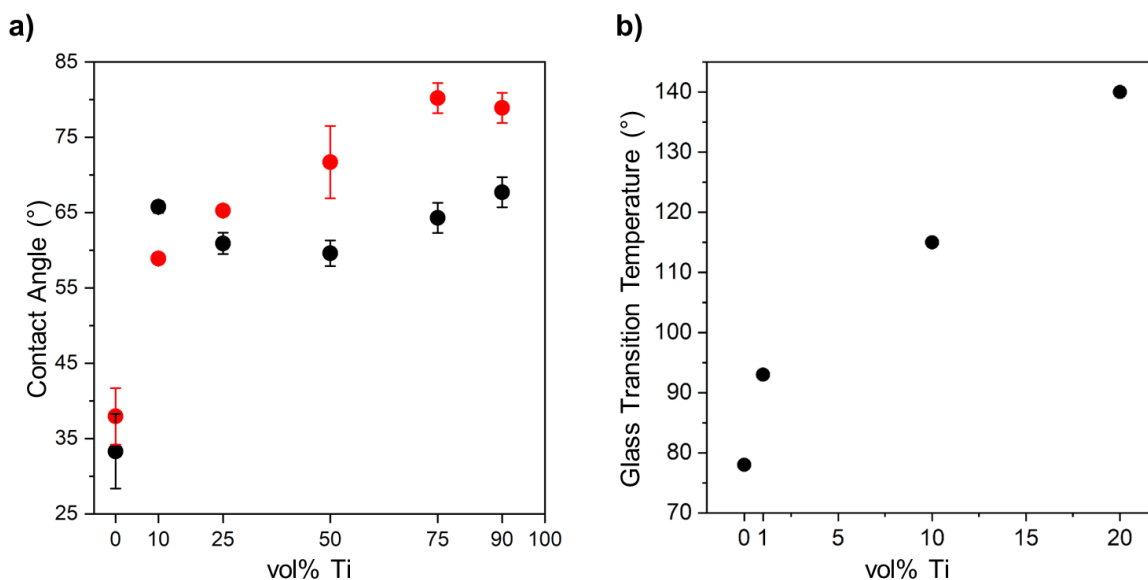 a)
85
75
65
55
45
35
25
Contact Angle (°)
0 10 25 50 75 90 100
vol% Ti
b)
140
130
120
110
100
90
80
70
Glass Transition Temperature (°)
0 1 5 10 15 20
vol% Ti